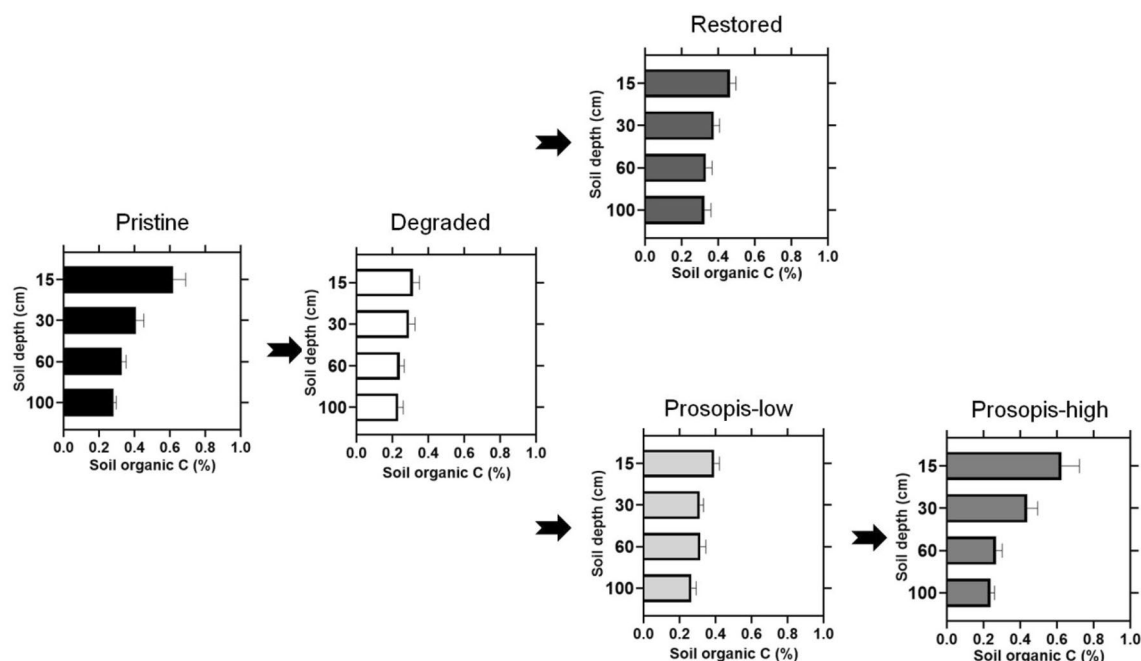 Restored
Soil depth (cm)
15
30
60
100
0.0 0.2 0.4 0.6 0.8 1.0
Soil organic C (%)
Pristine
Soil depth (cm)
15
30
60
100
0.0 0.2 0.4 0.6 0.8 1.0
Soil organic C (%)
Degraded
Soil depth (cm)
15
30
60
100
0.0 0.2 0.4 0.6 0.8 1.0
Soil organic C (%)
Prosopis-low
Soil depth (cm)
15
30
60
100
0.0 0.2 0.4 0.6 0.8 1.0
Soil organic C (%)
Prosopis-high
Soil depth (cm)
15
30
60
100
0.0 0.2 0.4 0.6 0.8 1.0
Soil organic C (%)